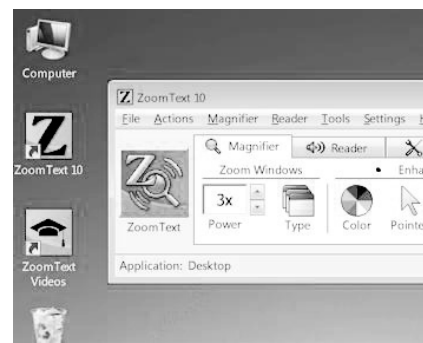 Computer
ZoomText 10
ZoomText
Videos
ZoomText 10
File Actions Magnifier Reader Tools Settings
Magnifier Reader
Zoom Windows Enha
3x
Power Type Color Pointe
ZoomText
Application: Desktop